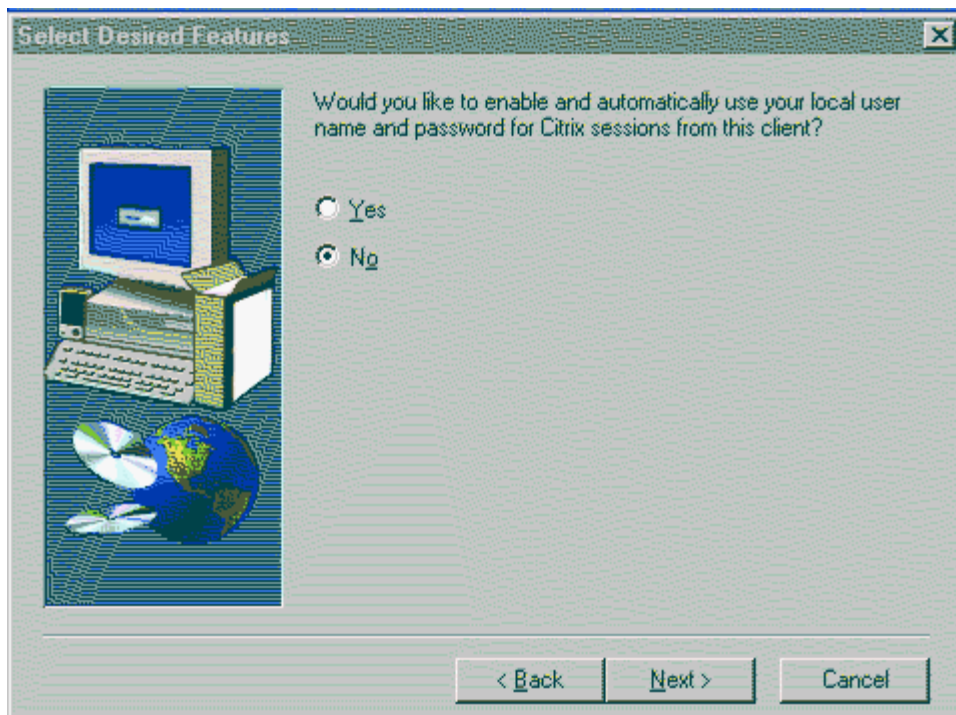 Select Desired Features
Would you like to enable and automatically use your local user
name and password for Citrix sessions from this client?
Yes
No
< Back
Next >
Cancel